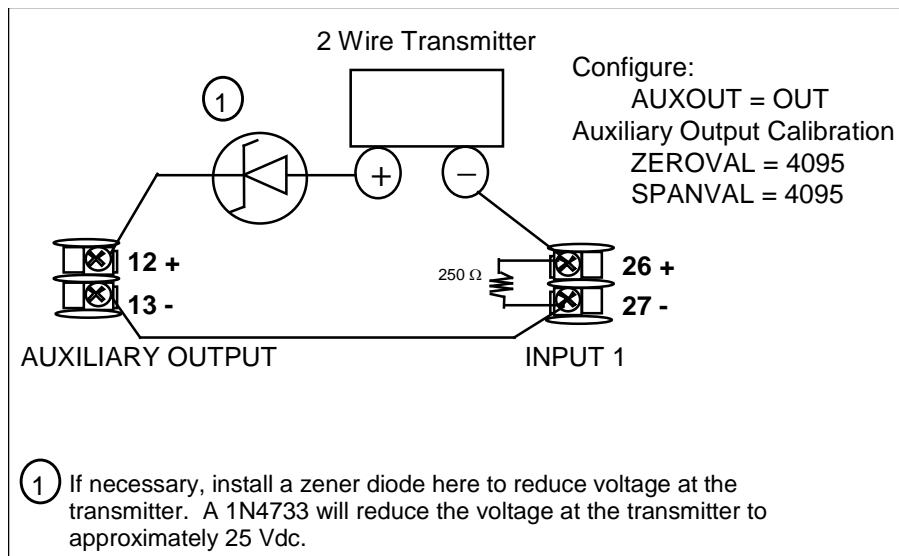 2 Wire Transmitter
Configure:
AUXOUT = OUT
Auxiliary Output Calibration
ZEROVAL = 4095
SPANVAL = 4095
1
+
−
12 +
13 -
250 Ω
26 +
27 -
AUXILIARY OUTPUT
INPUT 1
1 If necessary, install a zener diode here to reduce voltage at the
transmitter. A 1N4733 will reduce the voltage at the transmitter to
approximately 25 Vdc.